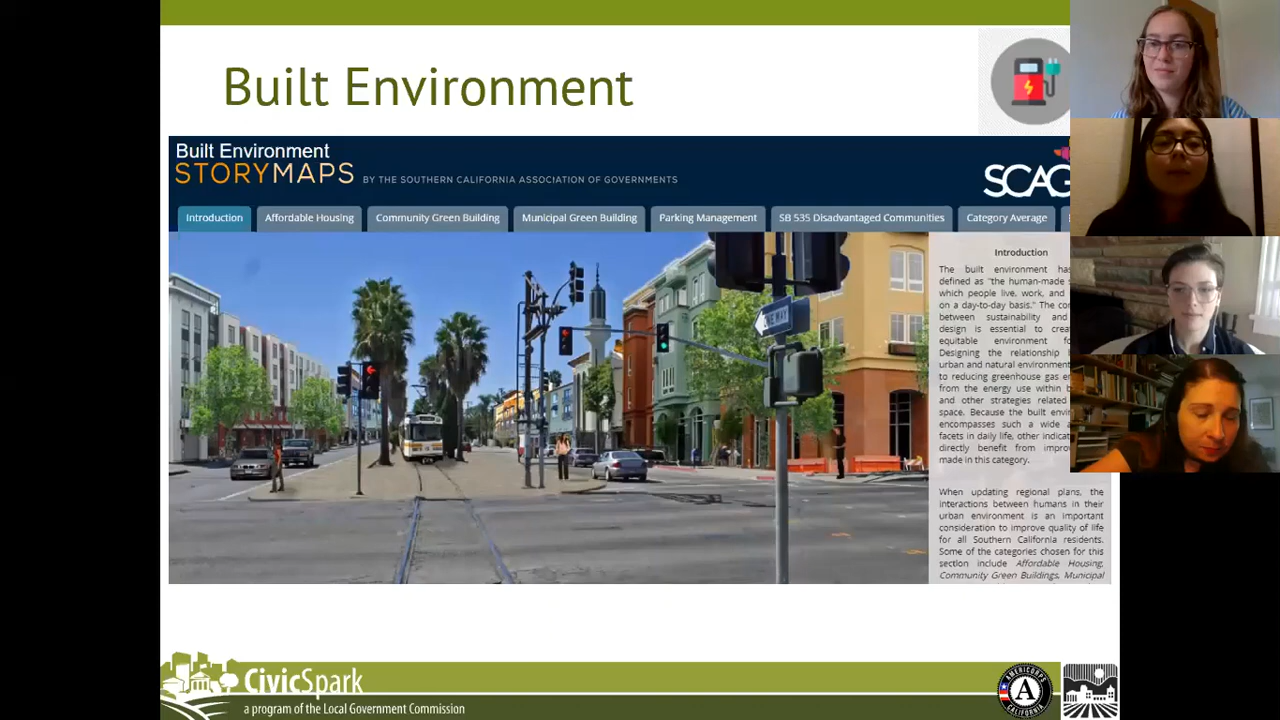 Built Environment
Built Environment
STORYMAPS BY THE SOUTHERN CALIFORNIA ASSOCIATION OF GOVERNMENTS
SCAG
Introduction Affordable Housing Community Green Building Municipal Green Building Parking Management SB 535 Disadvantaged Communities Category Average
ONE WAY
Introduction
The built environment has
defined as "the human-made
which people live, work, and
on a day-to-day basis." The
between sustainability and
design is essential to
equitable environment
Designing the relationship
urban and natural environment
to reducing greenhouse gas
from the energy use within
and other strategies related
space. Because the built
encompasses such a wide
facets in daily life, other
directly benefit from
made in this category.
When updating regional plans, the
interactions between humans in their
urban environment is an important
consideration to improve quality of life
for all Southern California residents.
Some of the categories chosen for this
section include Affordable Housing,
Community Green Buildings, Municipal
CivicSpark
a program of the Local Government Commission
AMERICORPS
A
CALIFORNIA